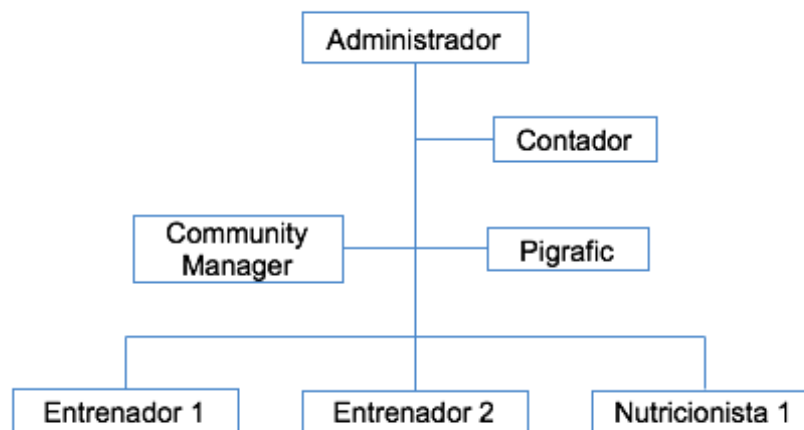 Administrador
Contador
Community
Manager
Pigrafic
Entrenador 1
Entrenador 2
Nutricionista 1